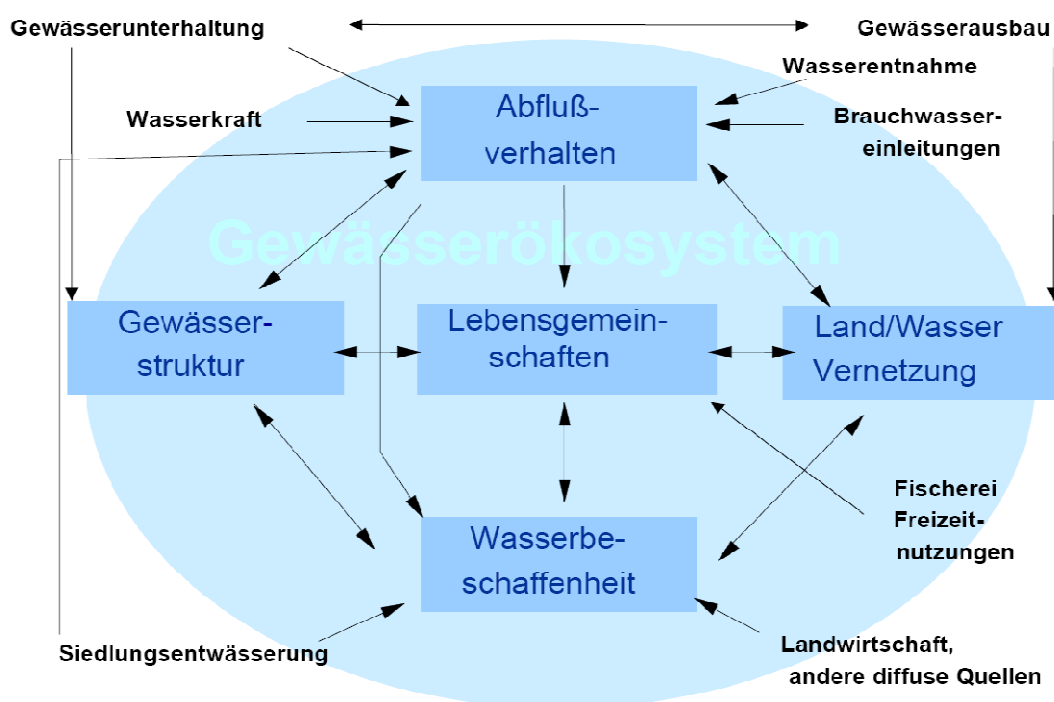 Gewässerunterhaltung
Gewässerausbau
Wasserentnahme
Wasserkraft
Abfluß-
verhalten
Brauchwasser-
einleitungen
Gewässerökosystem
Gewässer-
struktur
Lebensgemein-
schaften
Land/Wasser
Vernetzung
Fischerei
Freizeit-
nutzungen
Wasserbe-
schaffenheit
Siedlungsentwässerung
Landwirtschaft,
andere diffuse Quellen